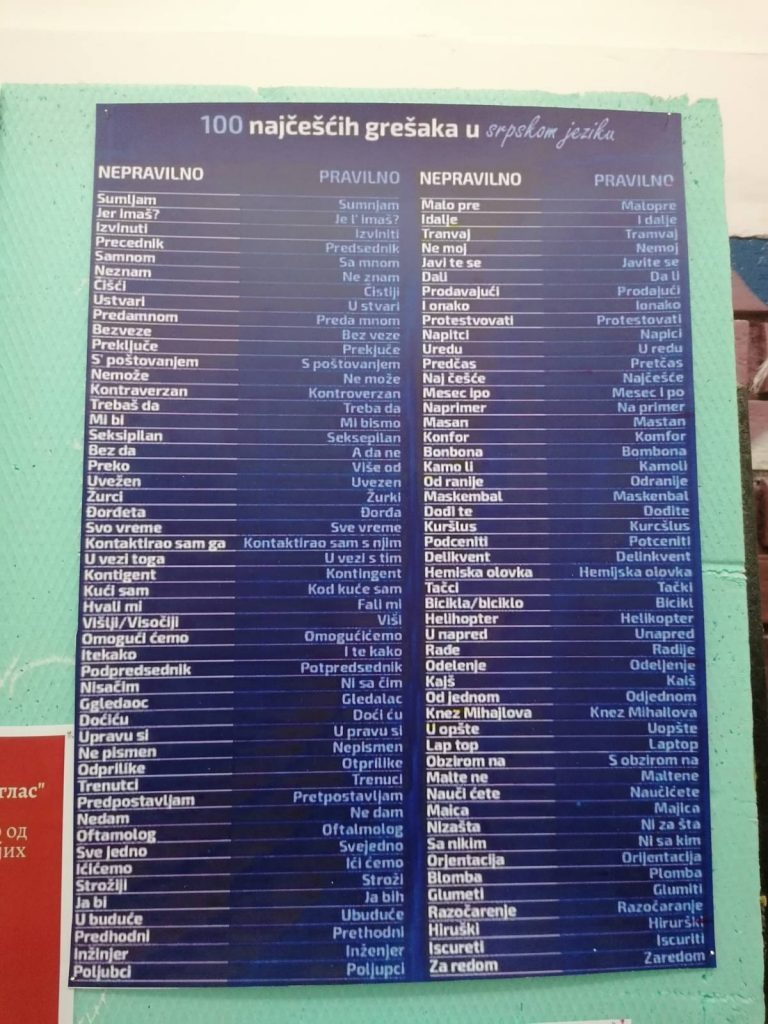 100 najčešćih grešaka u srpskom jeziku
NEPRAVILNO PRAVILNO
Sumljam Sumnjam
Jer imaš? Je l' imaš?
Izvinuti Izviniti
Precednik Predsednik
Samnom Sa mnom
Neznam Ne znam
Čišći Čistiji
Ustvari U stvari
Predamnom Preda mnom
Bezveze Bez veze
Preključe Prekjuče
S' poštovanjem S poštovanjem
Nemože Ne može
Kontraverzan Kontroverzan
Trebaš da Treba da
Mi bi Mi bismo
Seksipilan Seksepilan
Bez da A da ne
Preko Više od
Uvežen Uvezen
Žurci Žurki
Đorđeta Đorđa
Svo vreme Sve vreme
Kontaktirao sam ga Kontaktirao sam s njim
U vezi toga U vezi s tim
Kontigent Kontingent
Kući sam Kod kuće sam
Hvali mi Fali mi
Višlji/Visočiji Viši
Omogući ćemo Omogućićemo
Itekako I te kako
Podpredsednik Potpredsednik
Nisačim Ni sa čim
Ggledaoc Gledalac
Doćiću Doći ću
Upravu si U pravu si
Ne pismen Nepismen
Odprilike Otprilike
Trenutci Trenuci
Predpostavljam Pretpostavljam
Nedam Ne dam
Oftamolog Oftalmolog
Sve jedno Svejedno
Ićićemo Ići ćemo
Strožiji Stroži
Ja bi Ja bih
U buduće Ubuduće
Predhodni Prethodni
Inžinjer Inženjer
Poljubci Poljupci
NEPRAVILNO PRAVILNO
Malo pre Malopre
Idalje I dalje
Tranvaj Tramvaj
Ne moj Nemoj
Javi te se Javite se
Dali Da li
Prodavajući Prodajući
I onako Ionako
Protestvovati Protestovati
Napitci Napici
Uredu U redu
Predčas Pretčas
Naj češće Najčešće
Mesec ipo Mesec i po
Naprimer Na primer
Masan Mastan
Konfor Komfor
Bonbona Bombona
Kamo li Kamoli
Od ranije Odranije
Maskembal Maskenbal
Dođi te Dođite
Kuršlus Kurcšlus
Podceniti Potceniti
Delikvent Delinkvent
Hemiska olovka Hemijska olovka
Tačci Tački
Bicikla/biciklo Bicikl
Helihopter Helikopter
U napred Unapred
Rađe Radije
Odelenje Odeljenje
Kajš Kaiš
Od jednom Odjednom
Knez Mihajlova Knez Mihailova
U opšte Uopšte
Lap top Laptop
Obzirom na S obzirom na
Malte ne Maltene
Nauči ćete Naučićete
Maica Majica
Nizašta Ni za šta
Sa nikim Ni sa kim
Orjentacija Orijentacija
Blomba Plomba
Glumeti Glumiti
Razočarenje Razočaranje
Hiruški Hirurški
Iscureti Iscuriti
Za redom Zaredom
глас"
од
јих